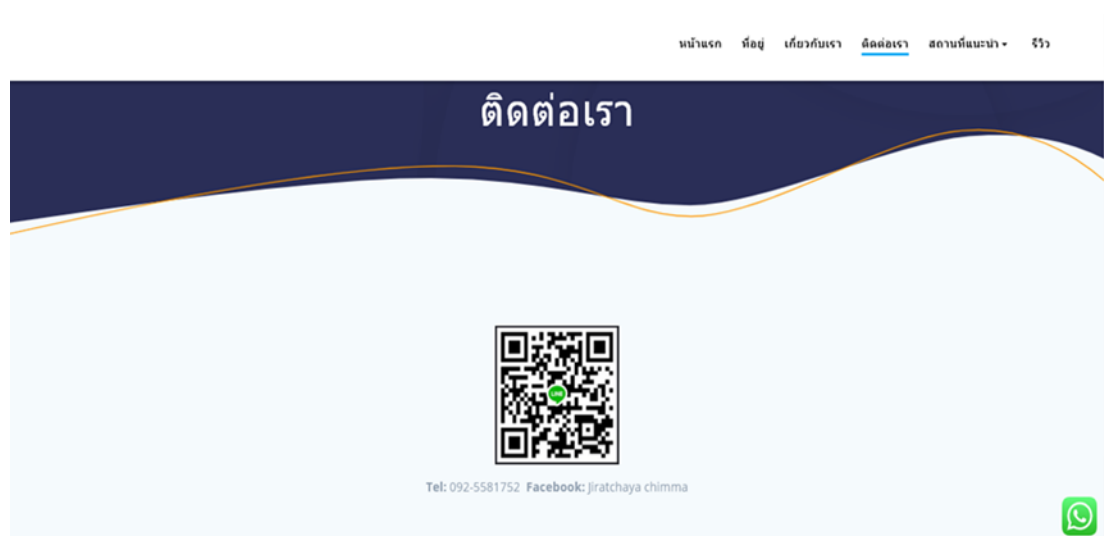 หน้าแรก ที่อยู่ เกี่ยวกับเรา ติดต่อเรา สถานที่แนะนำ รีวิว
ติดต่อเรา
LINE
Tel: 092-5581752 Facebook: Jiratchaya chimma